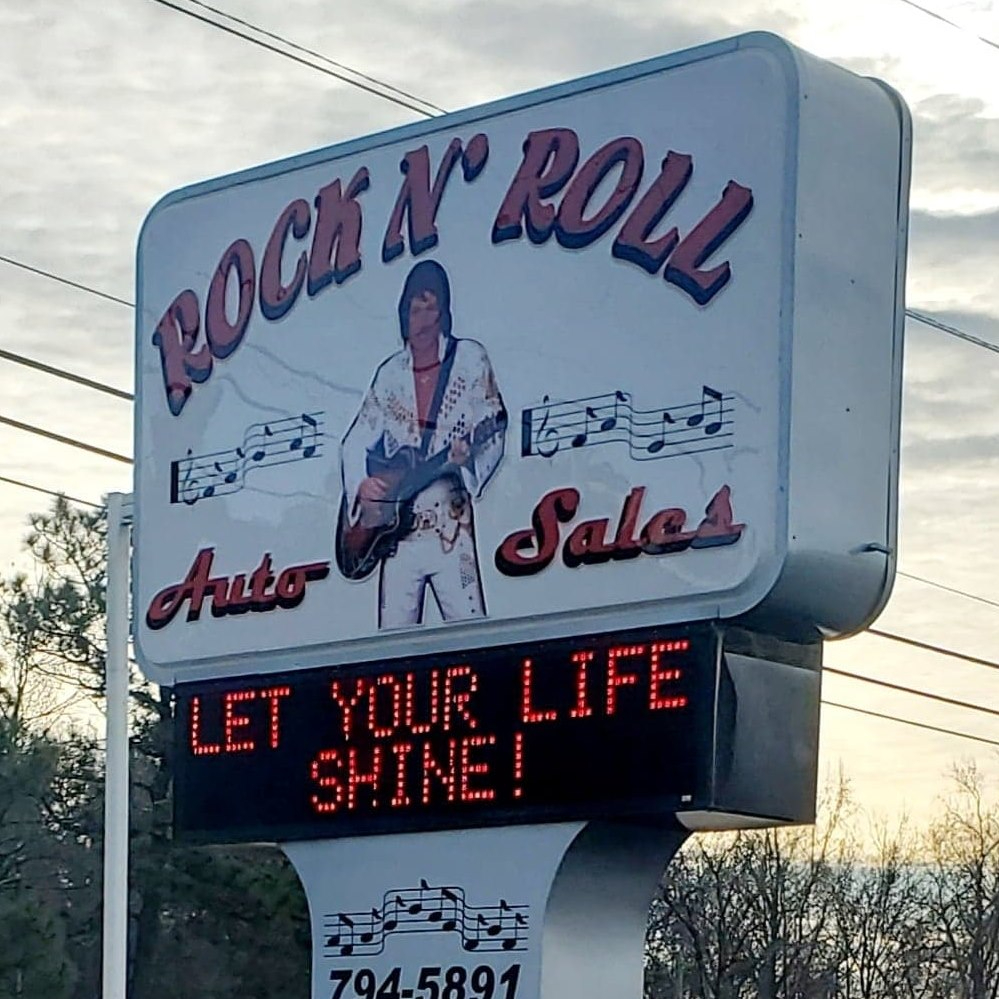 ROCK N' ROLL
Auto Sales
LET YOUR LIFE
SHINE!
794-5891